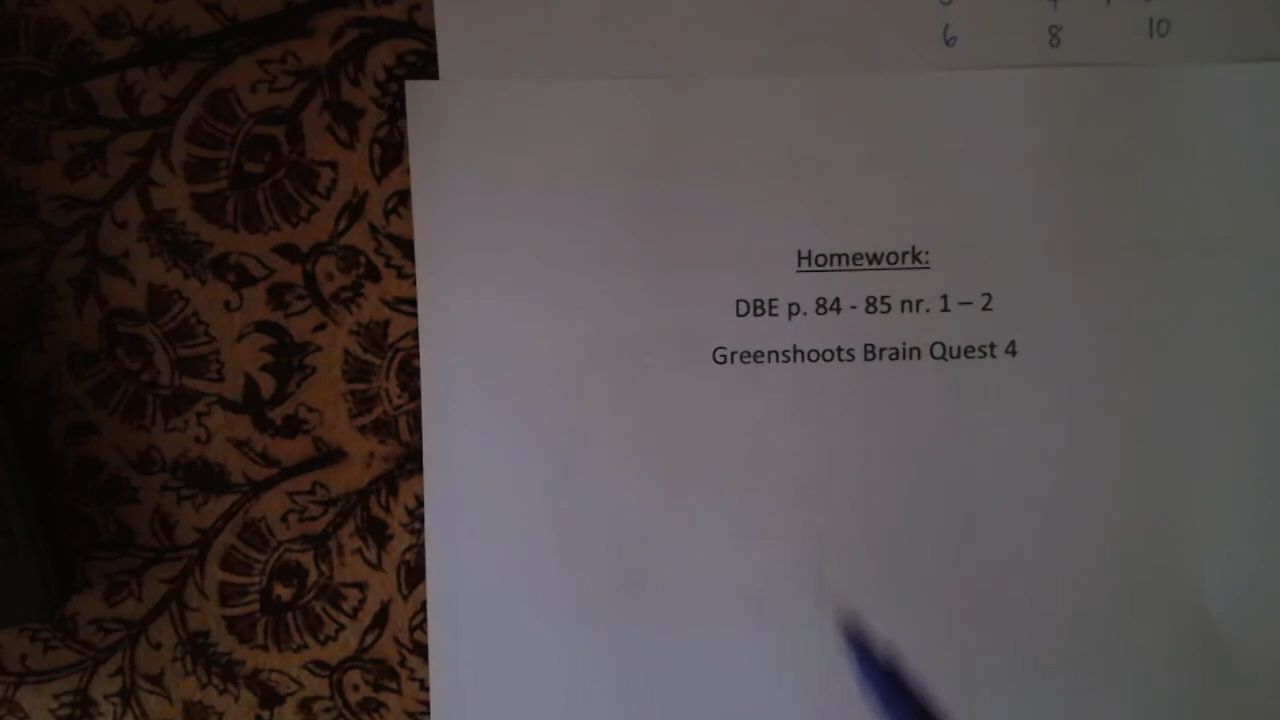 6 8 10
Homework:
DBE p. 84 - 85 nr. 1 – 2
Greenshoots Brain Quest 4